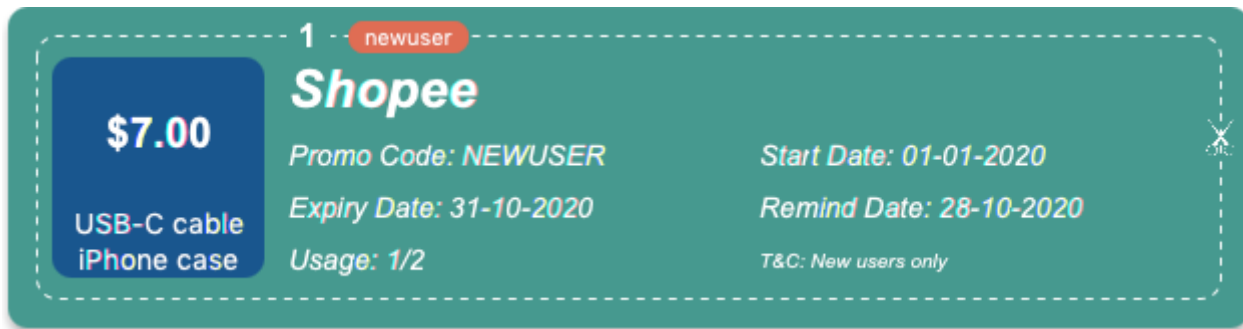 1 newuser
Shopee
$7.00
USB-C cable
iPhone case
Promo Code: NEWUSER
Start Date: 01-01-2020
Expiry Date: 31-10-2020
Remind Date: 28-10-2020
Usage: 1/2
T&C: New users only